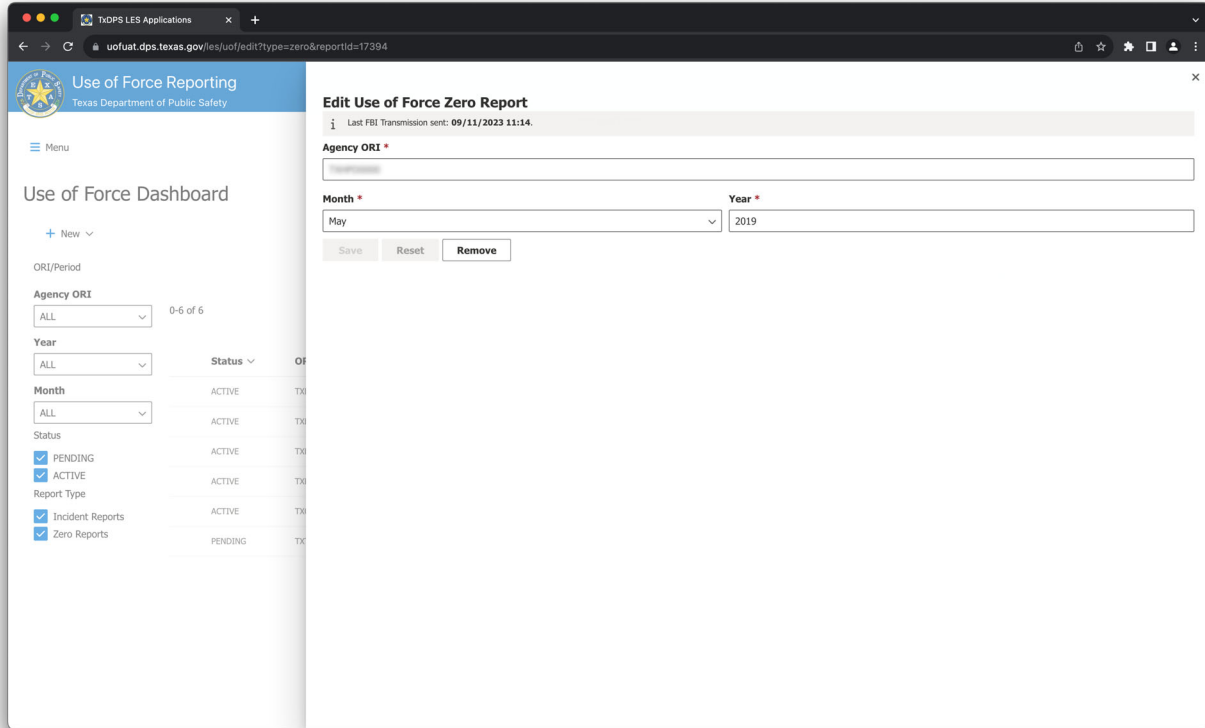 TxDPS LES Applications
uofuat.dps.texas.gov/les/uof/edit?type=zero&reportId=17394
Use of Force Reporting
Texas Department of Public Safety
Menu
Use of Force Dashboard
+ New
ORI/Period
Agency ORI
ALL
0-6 of 6
Year
ALL
Month
ALL
Status
PENDING
ACTIVE
Report Type
Incident Reports
Zero Reports
Status
ACTIVE
ACTIVE
ACTIVE
ACTIVE
ACTIVE
PENDING
Edit Use of Force Zero Report
i Last FBI Transmission sent: 09/11/2023 11:14.
Agency ORI *
Month * Year *
May 2019
Save Reset Remove